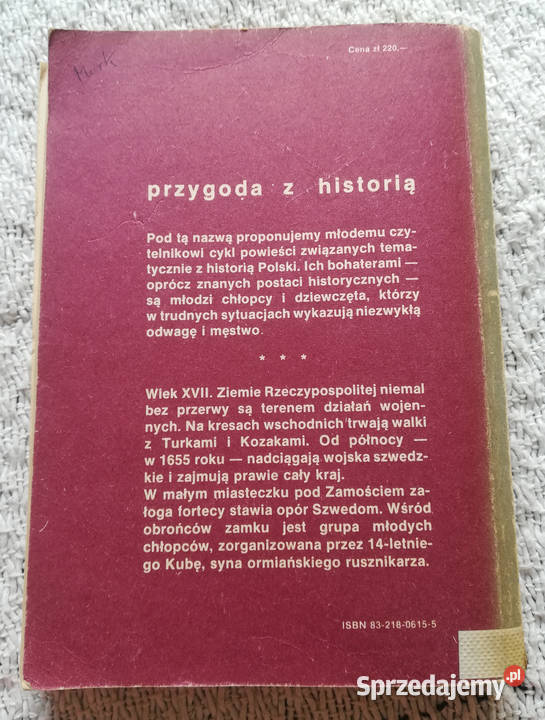 Cena zł 220,—
przygoda z historią
Pod tą nazwą proponujemy młodemu czy-
telnikowi cykl powieści związanych tema-
tycznie z historią Polski. Ich bohaterami —
oprócz znanych postaci historycznych —
są młodzi chłopcy i dziewczęta, którzy
w trudnych sytuacjach wykazują niezwykłą
odwagę i męstwo.
* * *
Wiek XVII. Ziemie Rzeczypospolitej niemal
bez przerwy są terenem działań wojen-
nych. Na kresach wschodnich trwają walki
z Turkami i Kozakami. Od północy —
w 1655 roku — nadciągają wojska szwedz-
kie i zajmują prawie cały kraj.
W małym miasteczku pod Zamościem za-
łoga fortecy stawia opór Szwedom. Wśród
obrońców zamku jest grupa młodych
chłopców, zorganizowana przez 14-letnie-
go Kubę, syna ormiańskiego rusznikarza.
ISBN 83-218-0615-5
Sprzedajemy.pl